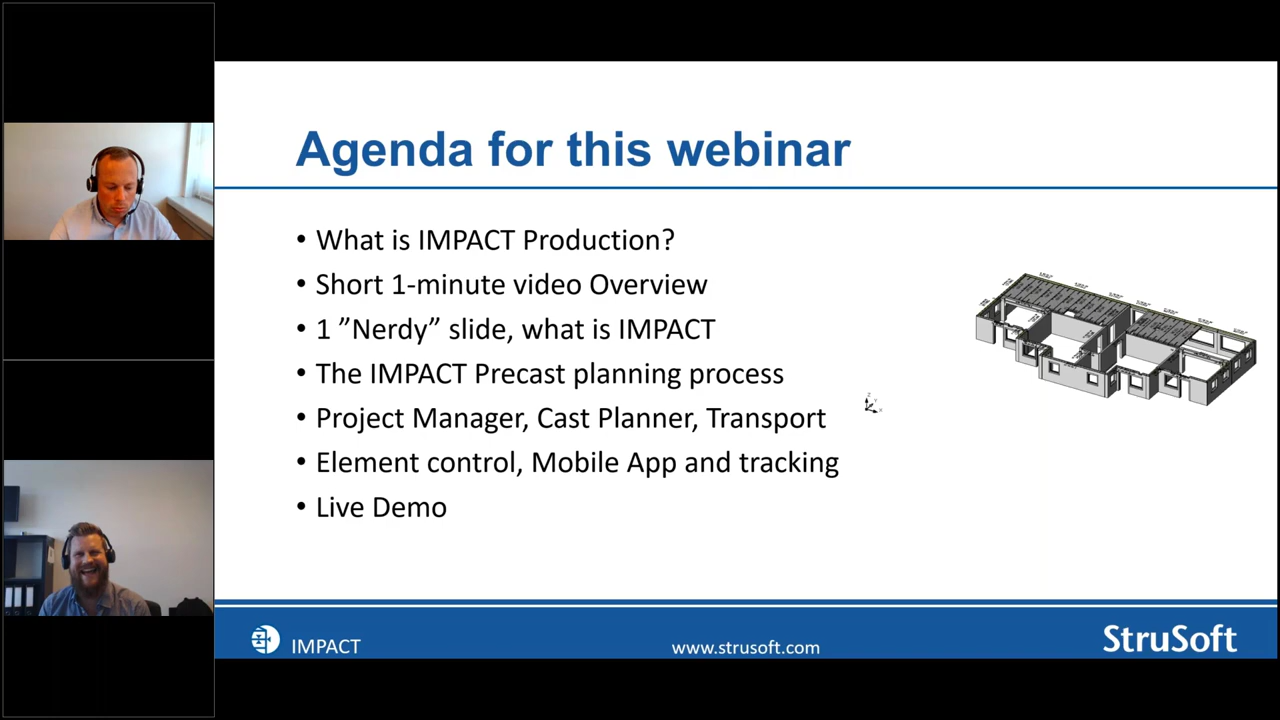 Agenda for this webinar
• What is IMPACT Production?
• Short 1-minute video Overview
• 1 ”Nerdy” slide, what is IMPACT
• The IMPACT Precast planning process
• Project Manager, Cast Planner, Transport
• Element control, Mobile App and tracking
• Live Demo
IMPACT
www.strusoft.com
StruSoft